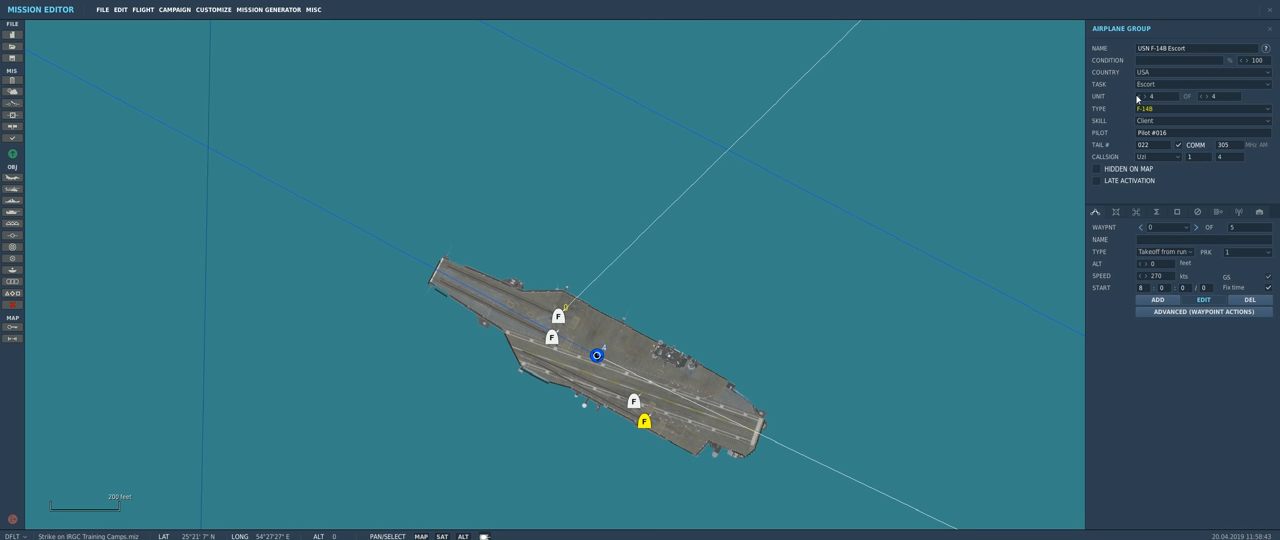 MISSION EDITOR FILE EDIT FLIGHT CAMPAIGN CUSTOMIZE MISSION GENERATOR MISC
FILE
MIS
OBJ
MAP
AIRPLANE GROUP
NAME USN F-14B Escort ?
CONDITION % < > 100
COUNTRY USA
TASK Escort
UNIT < > 4 OF < > 4
TYPE F-14B
SKILL Client
PILOT Pilot #016
TAIL # 022 COMM 305 MHz AM
CALLSIGN Uzi 1 4
HIDDEN ON MAP
LATE ACTIVATION
WAYPNT < 0 > OF 5
NAME
TYPE Takeoff from run PRK 1
ALT < > 0 feet
SPEED < > 270 kts GS
START 8 : 0 : 0 / 0 Fix time
ADD EDIT DEL
ADVANCED (WAYPOINT ACTIONS)
0
F
F
4
F
F
200 feet
DFLT Strike on IRGC Training Camps.miz LAT 25°21' 7" N LONG 54°27'27" E ALT 0 PAN/SELECT MAP SAT ALT 20.04.2019 11:58:43